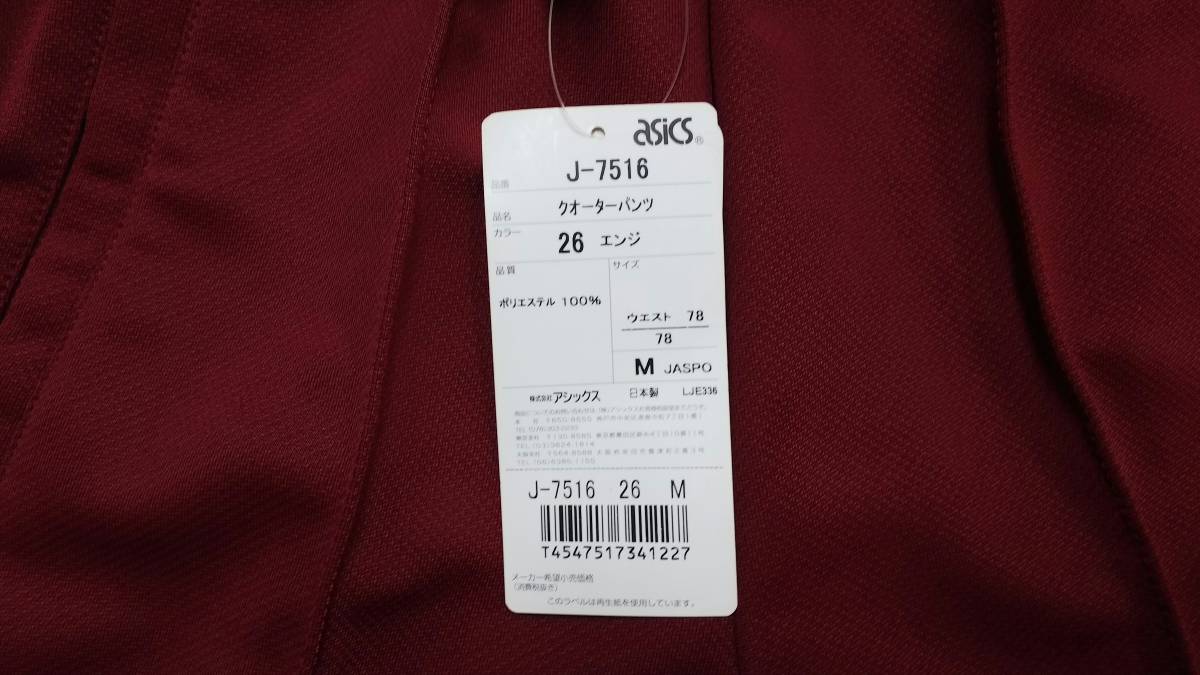 asics®
品番 J-7516
品名 クオーターパンツ
カラー 26 エンジ
品質 サイズ
ポリエステル 100%
ウエスト 78
78
M JASPO
株式会社アシックス 日本製 LJE336
J-7516 26 M
T4547517341227
メーカー希望小売価格
(消費税抜き)
このラベルは再生紙を使用しています。